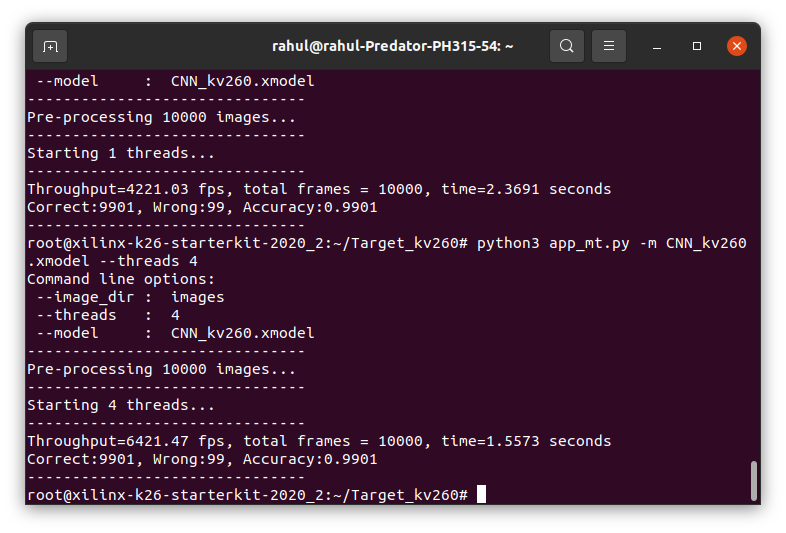 rahul@rahul-Predator-PH315-54: ~
 --model     :  CNN_kv260.xmodel
-------------------------------
Pre-processing 10000 images...
-------------------------------
Starting 1 threads...
-------------------------------
Throughput=4221.03 fps, total frames = 10000, time=2.3691 seconds
Correct:9901, Wrong:99, Accuracy:0.9901
-------------------------------
root@xilinx-k26-starterkit-2020_2:~/Target_kv260# python3 app_mt.py -m CNN_kv260
.xmodel --threads 4
Command line options:
 --image_dir :  images
 --threads   :  4
 --model     :  CNN_kv260.xmodel
-------------------------------
Pre-processing 10000 images...
-------------------------------
Starting 4 threads...
-------------------------------
Throughput=6421.47 fps, total frames = 10000, time=1.5573 seconds
Correct:9901, Wrong:99, Accuracy:0.9901
-------------------------------
root@xilinx-k26-starterkit-2020_2:~/Target_kv260#